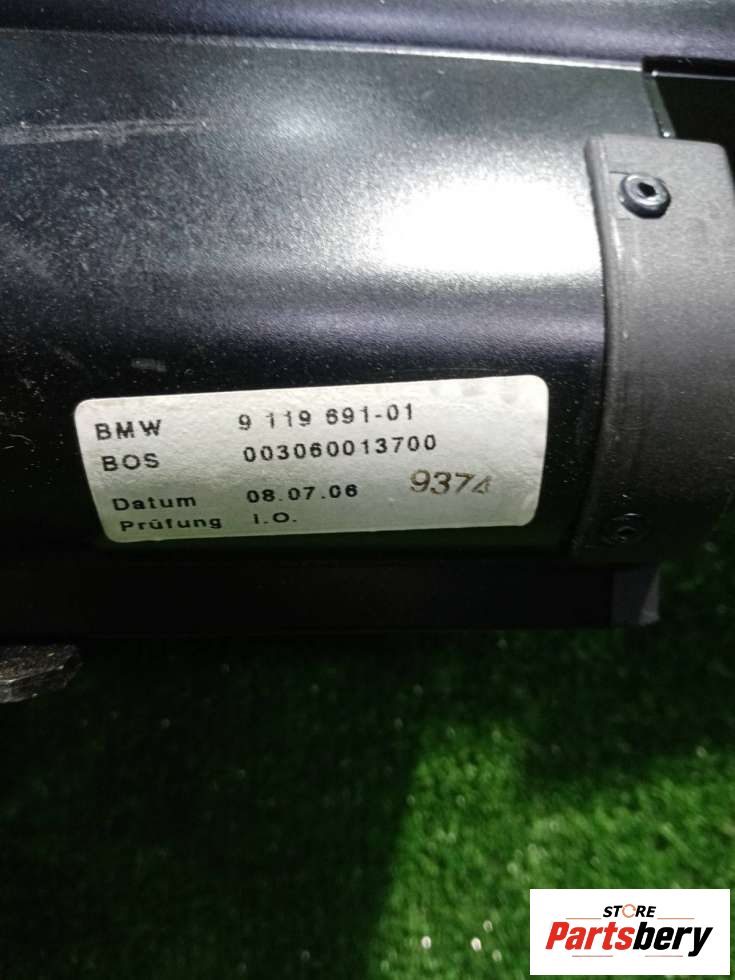 BMW 9 119 691-01
BOS 003060013700
Datum 08.07.06 9374
Prüfung i.O.
STORE
Partsbery